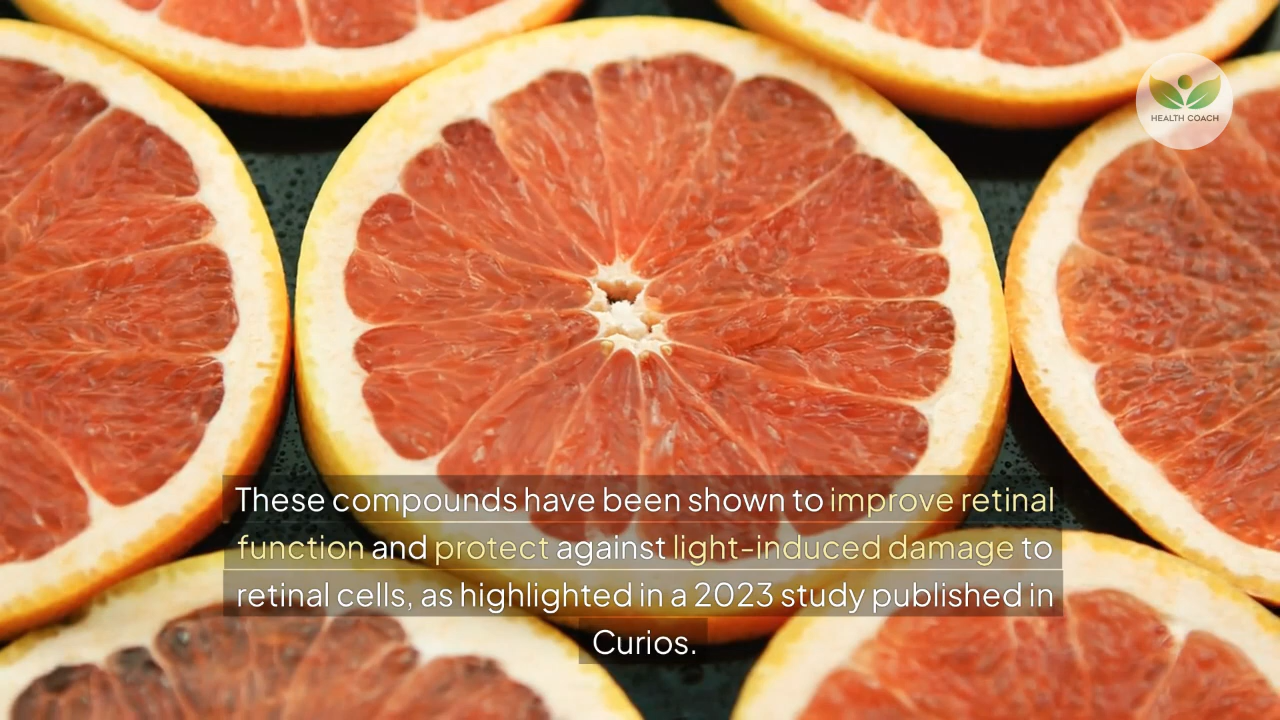 HEALTH COACH
These compounds have been shown to improve retinal
function and protect against light-induced damage to
retinal cells, as highlighted in a 2023 study published in
Curios.